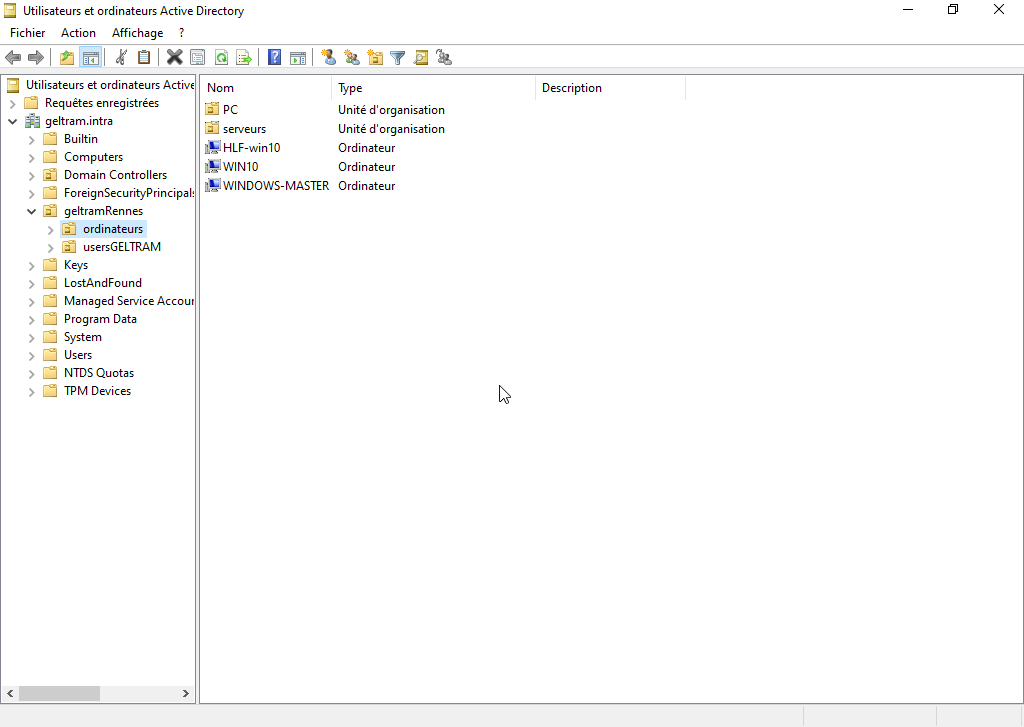 Utilisateurs et ordinateurs Active Directory
Fichier Action Affichage ?
Utilisateurs et ordinateurs Active
Requêtes enregistrées
geltram.intra
Builtin
Computers
Domain Controllers
ForeignSecurityPrincipals
geltramRennes
ordinateurs
usersGELTRAM
Keys
LostAndFound
Managed Service Accour
Program Data
System
Users
NTDS Quotas
TPM Devices
Nom Type Description
PC Unité d'organisation
serveurs Unité d'organisation
HLF-win10 Ordinateur
WIN10 Ordinateur
WINDOWS-MASTER Ordinateur